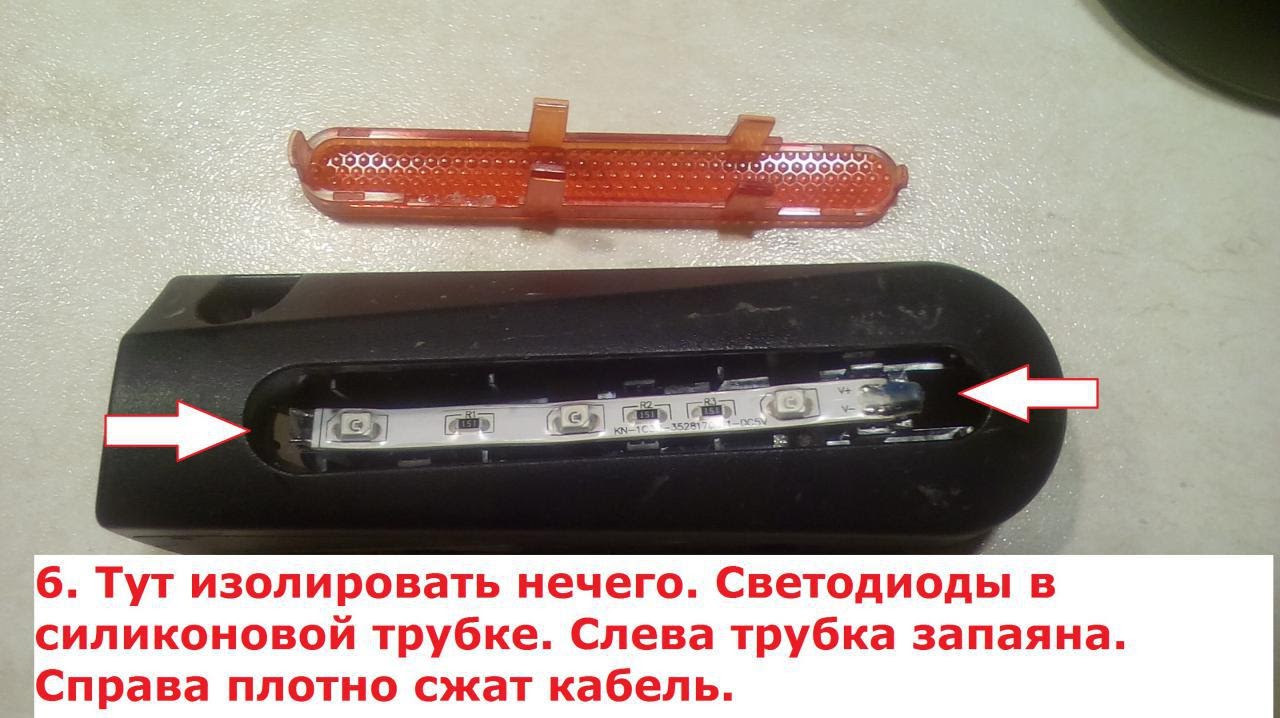 R1
R2
R3
151
151
151
V+
V-
6. Тут изолировать нечего. Светодиоды в
силиконовой трубке. Слева трубка запаяна.
Справа плотно сжат кабель.